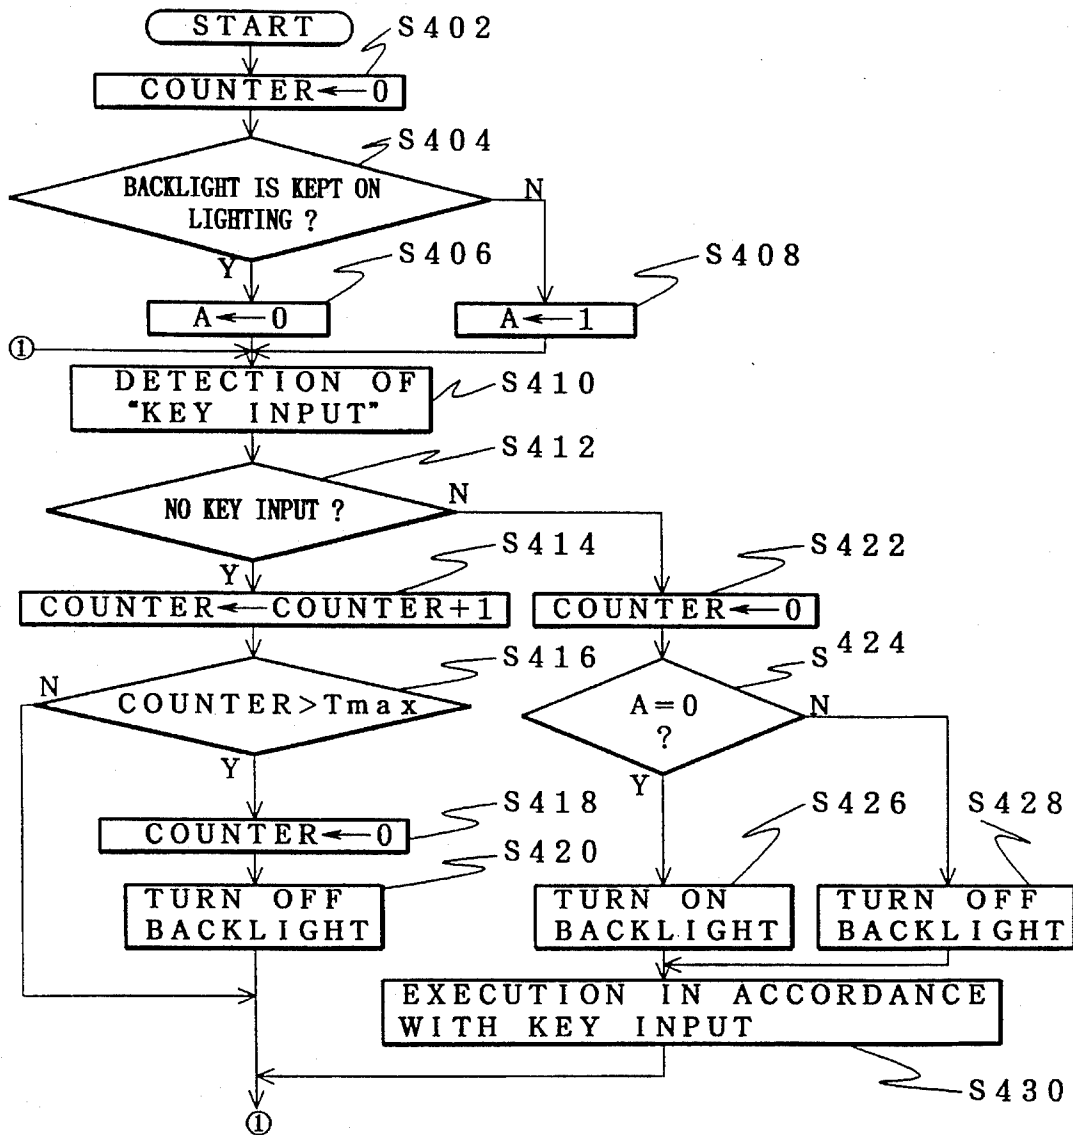 START
S402
COUNTER←0
S404
BACKLIGHT IS KEPT ON
LIGHTING ?
N
Y
S406
S408
A←0
A←1
①
DETECTION OF
"KEY INPUT"
S410
S412
NO KEY INPUT ?
N
Y
S414
S422
COUNTER←COUNTER+1
COUNTER←0
S416
S424
N
COUNTER>Tmax
A=0
?
N
Y
Y
S418
S426
S428
COUNTER←0
S420
TURN OFF
BACKLIGHT
TURN ON
BACKLIGHT
TURN OFF
BACKLIGHT
EXECUTION IN ACCORDANCE
WITH KEY INPUT
S430
①